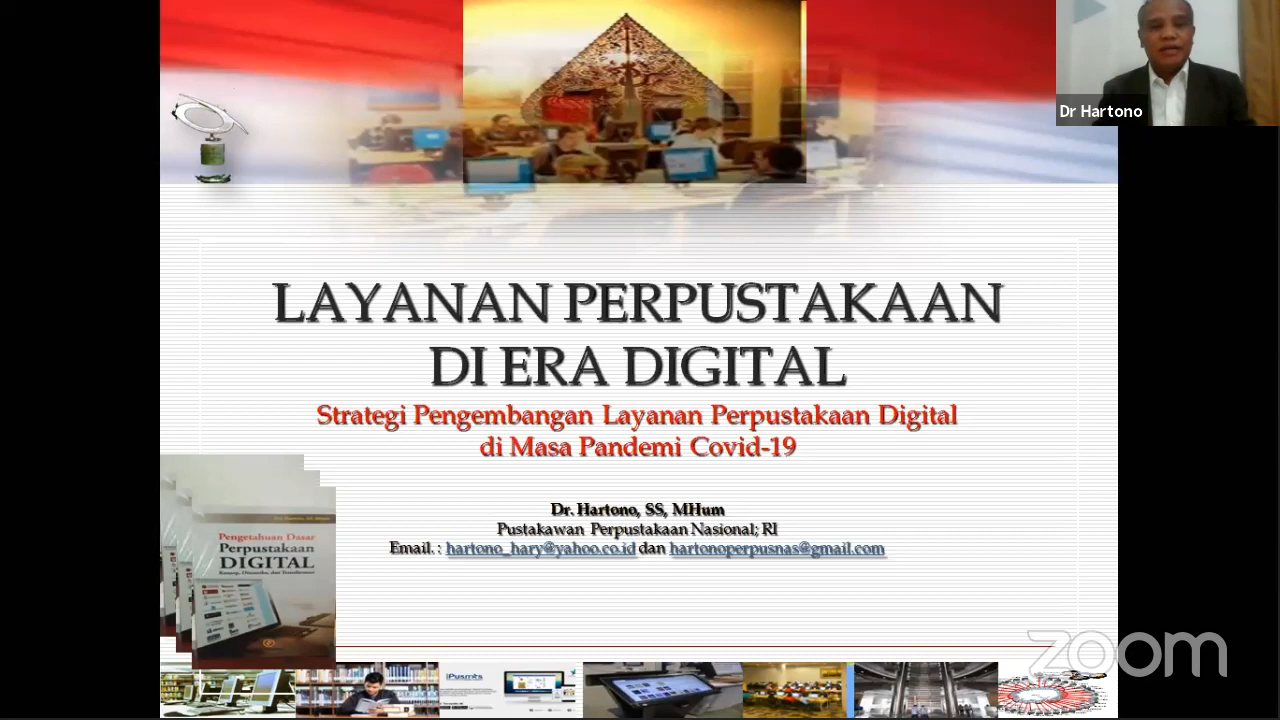 Dr Hartono
LAYANAN PERPUSTAKAAN
DI ERA DIGITAL
Strategi Pengembangan Layanan Perpustakaan Digital
di Masa Pandemi Covid-19
Dr. Hartono, SS, MHum
Pustakawan Perpustakaan Nasional; RI
Email. : hartono_hary@yahoo.co.id dan hartonoperpusnas@gmail.com
Pengetahuan Dasar
Perpustakaan
DIGITAL
iPusnas
zoom